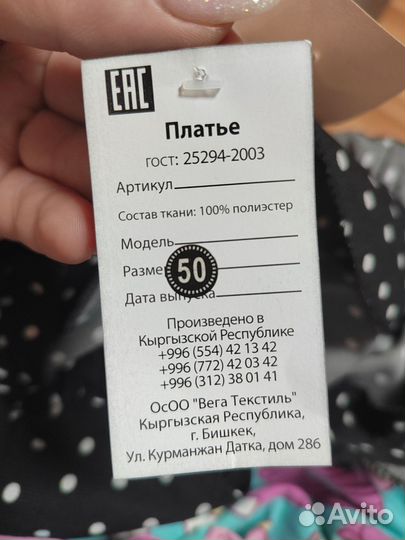 EAC
Платье
ГОСТ: 25294-2003
Артикул
Состав ткани: 100% полиэстер
Модель
Размер 50
Дата выпуска
Произведено в
Кыргызской Республике
+996 (554) 42 13 42
+996 (772) 42 03 42
+996 (312) 38 01 41
ОсОО "Вега Текстиль"
Кыргызская Республика,
г. Бишкек,
Ул. Курманжан Датка, дом 286
Avito